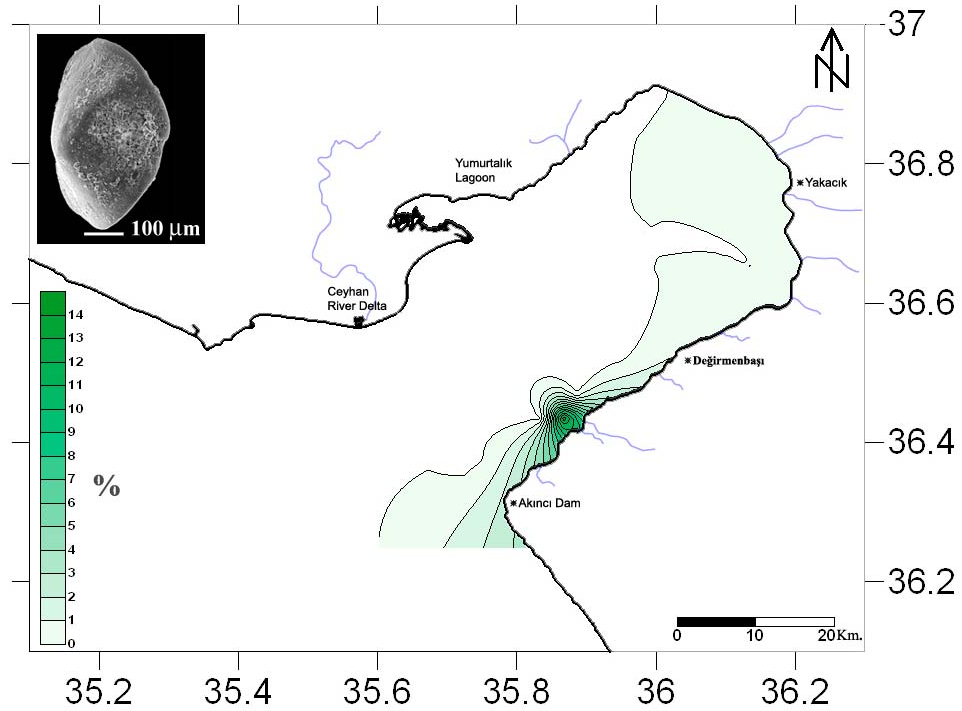 37
N
100 µm
36.8
Yumurtalık
Lagoon
Yakacık
Ceyhan
River Delta
36.6
14
13
12
11
10
9
8
7
6
5
4
3
2
1
0
%
Değirmenbaşı
36.4
Akıncı Dam
36.2
0 10 20 Km.
35.2 35.4 35.6 35.8 36 36.2